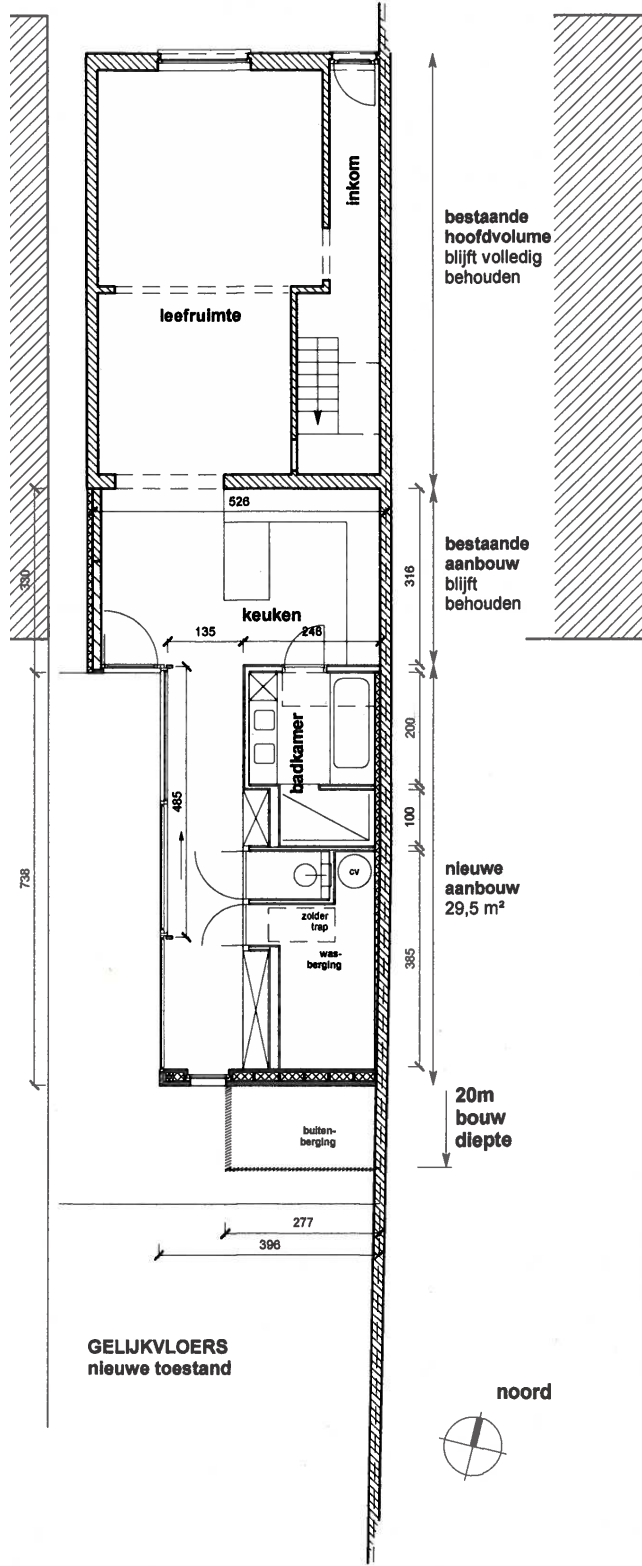 inkom
bestaande
hoofdvolume
blijft volledig
behouden
leefruimte
526
330
316
bestaande
aanbouw
blijft
behouden
keuken
135
246
badkamer
200
485
100
738
cv
nieuwe
aanbouw
29,5 m²
zolder
trap
was-
berging
385
20m
bouw
diepte
buiten-
berging
277
396
GELIJKVLOERS
nieuwe toestand
noord